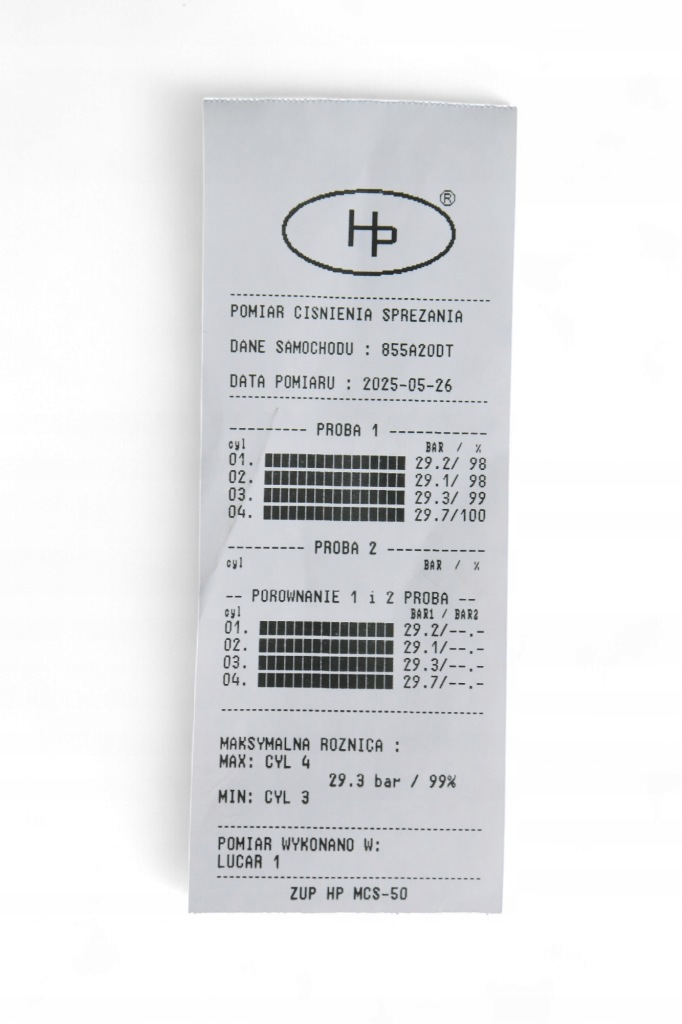 HP ®
POMIAR CISNIENIA SPREZANIA
DANE SAMOCHODU : 855A20DT
DATA POMIARU : 2025-05-26
--------- PROBA 1 -----------
cyl BAR / %
01. 29.2/ 98
02. 29.1/ 98
03. 29.3/ 99
04. 29.7/100
--------- PROBA 2 -----------
cyl BAR / %
-- POROWNANIE 1 i 2 PROBA --
cyl BAR1 / BAR2
01. 29.2/--.-
02. 29.1/--.-
03. 29.3/--.-
04. 29.7/--.-
MAKSYMALNA ROZNICA :
MAX: CYL 4
29.3 bar / 99%
MIN: CYL 3
POMIAR WYKONANO W:
LUCAR 1
ZUP HP MCS-50